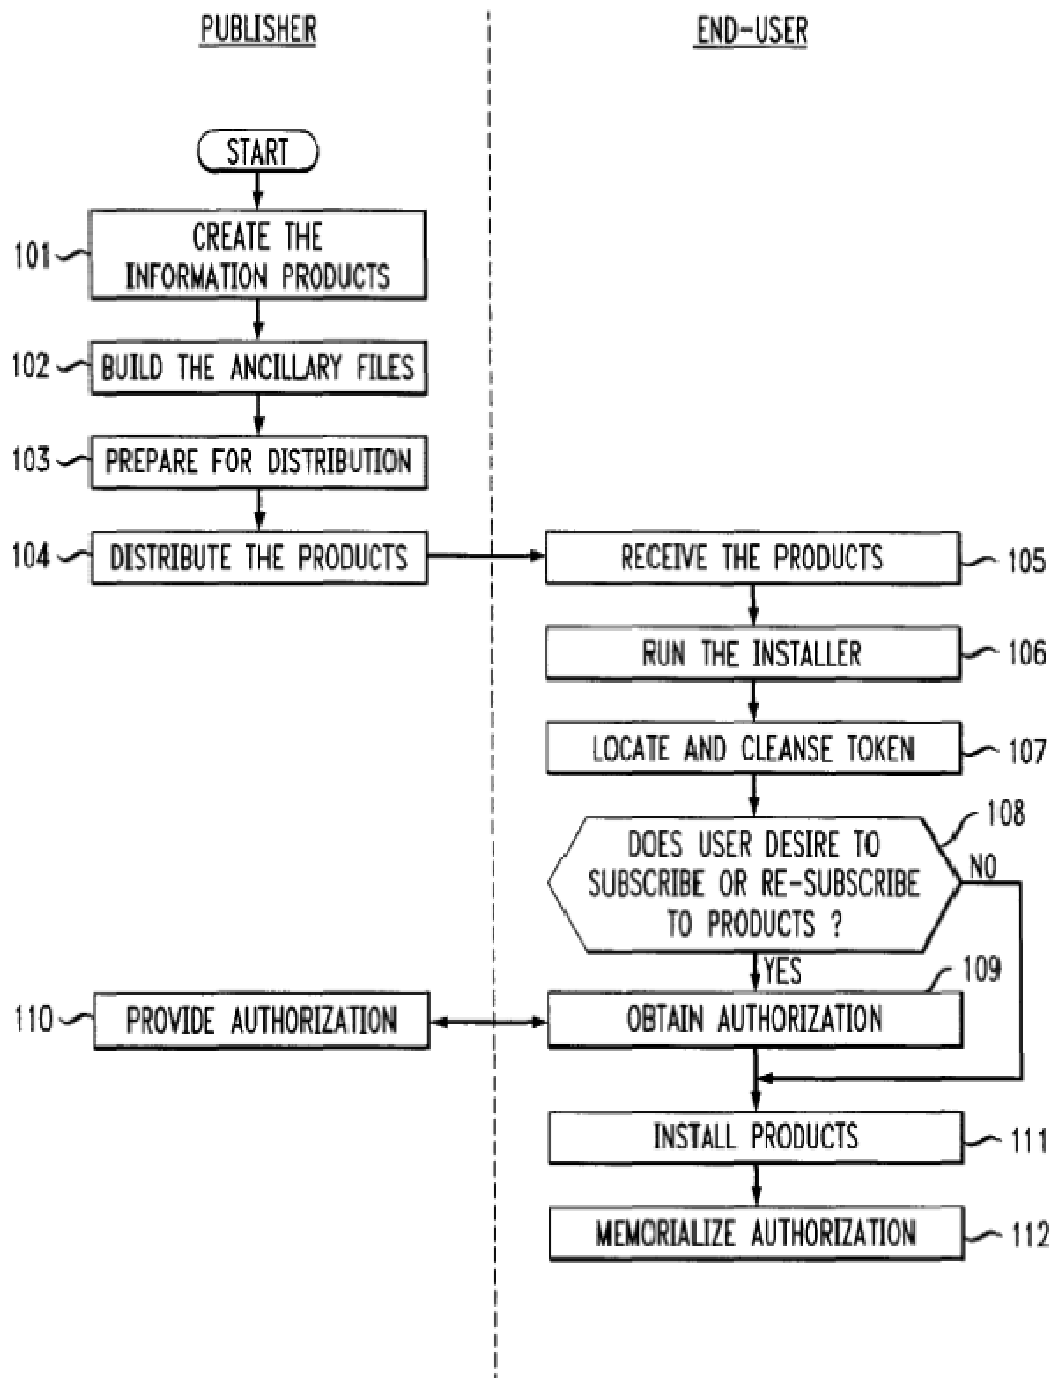 PUBLISHER
END-USER
START
101
CREATE THE
INFORMATION PRODUCTS
102
BUILD THE ANCILLARY FILES
103
PREPARE FOR DISTRIBUTION
104
DISTRIBUTE THE PRODUCTS
RECEIVE THE PRODUCTS
105
RUN THE INSTALLER
106
LOCATE AND CLEANSE TOKEN
107
108
DOES USER DESIRE TO
SUBSCRIBE OR RE-SUBSCRIBE
TO PRODUCTS ?
NO
YES
109
110
PROVIDE AUTHORIZATION
OBTAIN AUTHORIZATION
INSTALL PRODUCTS
111
MEMORIALIZE AUTHORIZATION
112